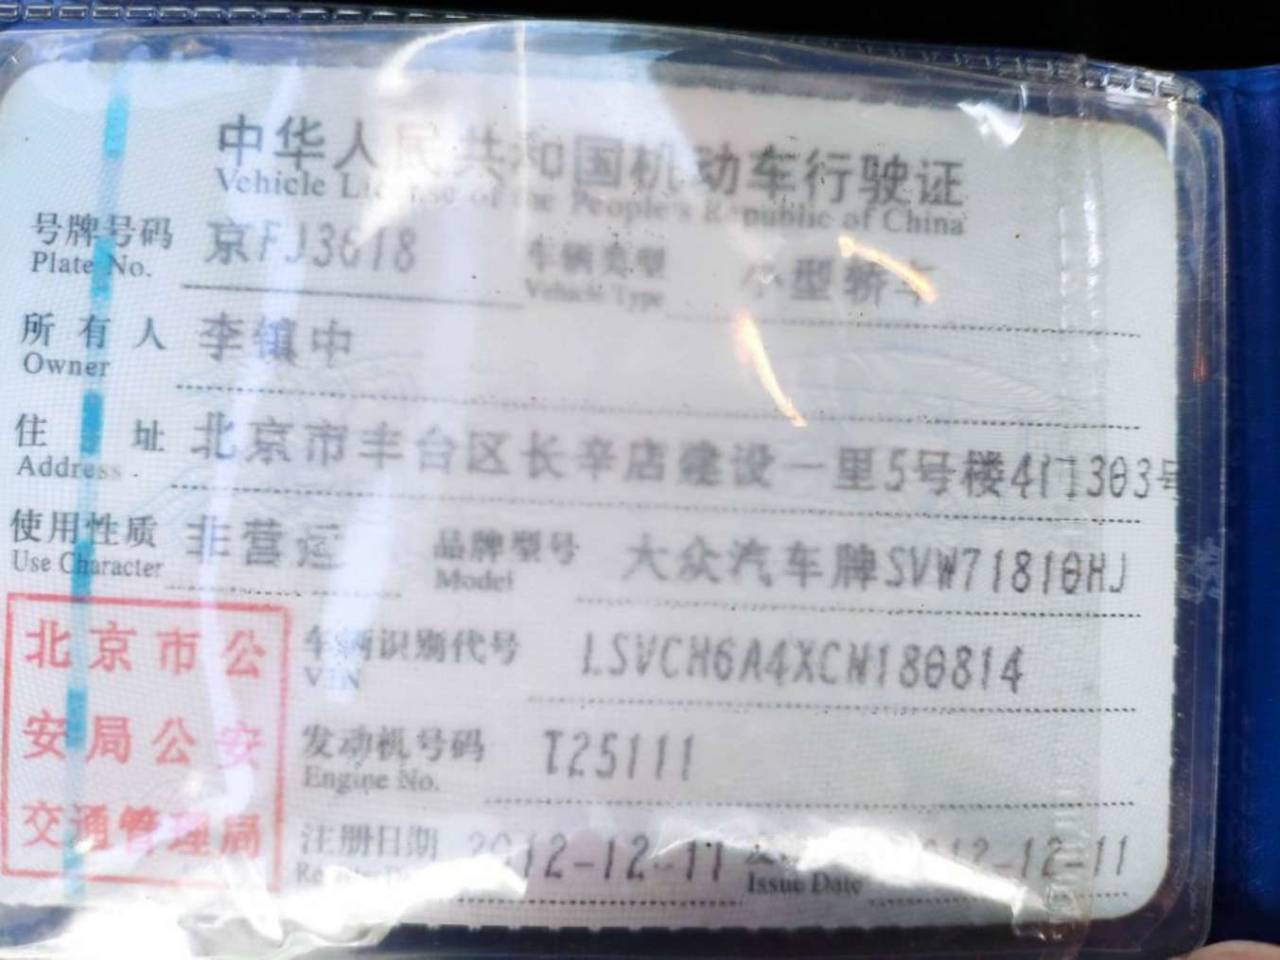 中华人民共和国机动车行驶证
Vehicle License of the People's Republic of China
号牌号码 京FJ3618 车辆类型 小型轿车
Plate No. Vehicle Type
所有人 李镇中
Owner
住址 北京市丰台区长辛店建设一里5号楼4门303号
Address
使用性质 非营运 品牌型号 大众汽车牌SVW71810HJ
Use Character Model
北京市公
安局公安
交通管理局
车辆识别代号 LSVCH6A4XCN180814
VIN
发动机号码 T25111
Engine No.
注册日期 2012-12-11 2012-12-11
Issue Date